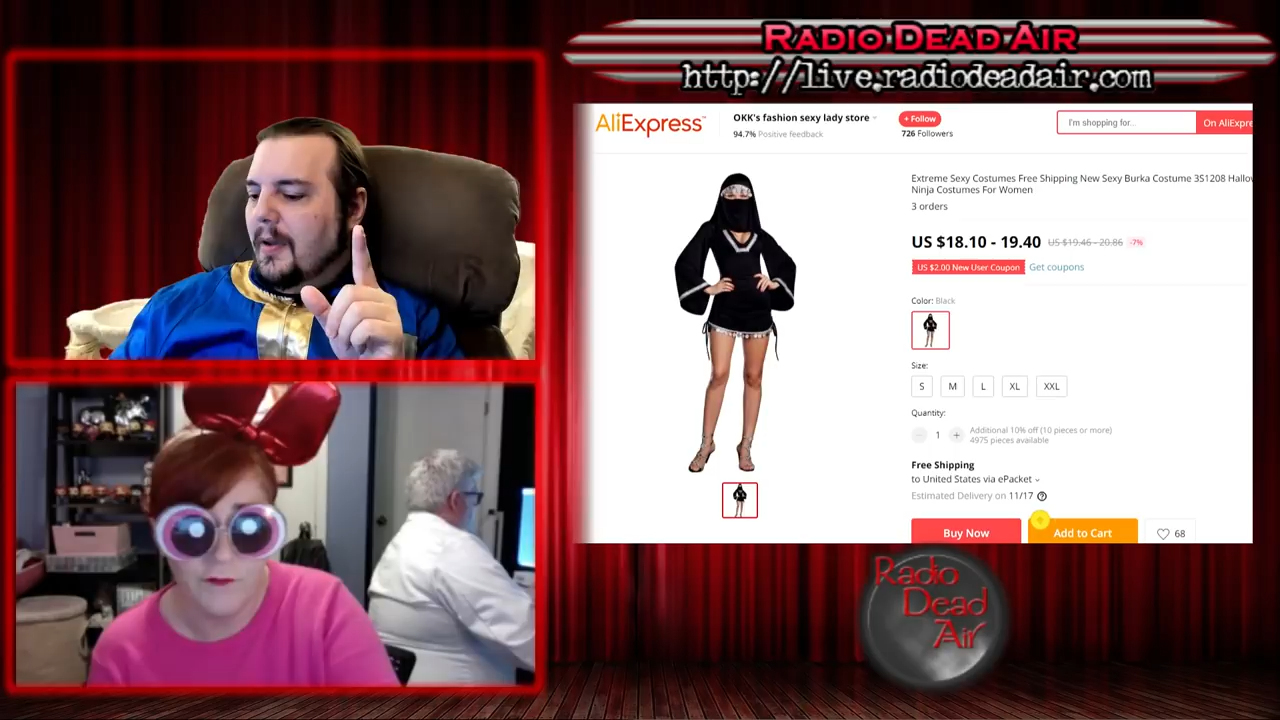 Radio Dead Air
http://live.radiodeadair.com
AliExpress™
OKK's fashion sexy lady store
94.7% Positive feedback
+ Follow
726 Followers
I'm shopping for...
On AliExpre
Extreme Sexy Costumes Free Shipping New Sexy Burka Costume 3S1208 Hallow
Ninja Costumes For Women
3 orders
US $18.10 - 19.40 US $19.46 - 20.86 -7%
US $2.00 New User Coupon Get coupons
Color: Black
Size:
S M L XL XXL
Quantity:
1 + Additional 10% off (10 pieces or more)
4975 pieces available
Free Shipping
to United States via ePacket
Estimated Delivery on 11/17
Buy Now
Add to Cart
68
Radio
Dead
Air